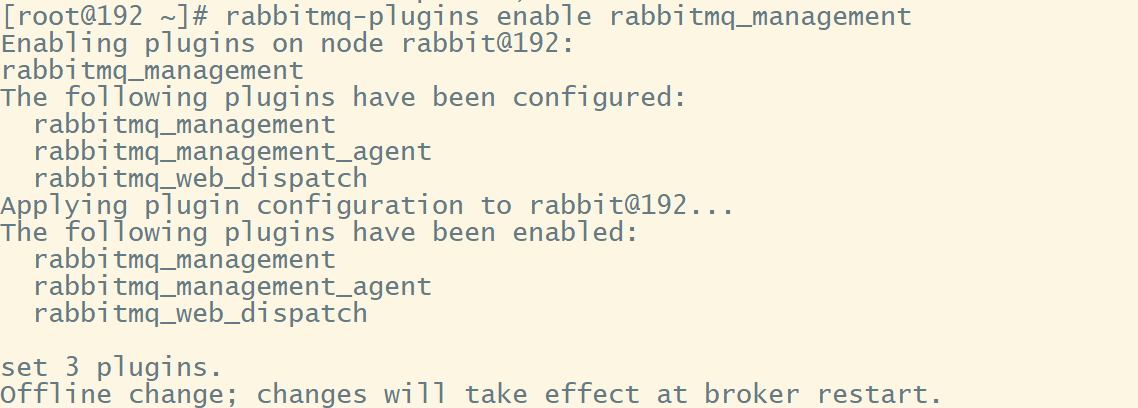 [root@192 ~]# rabbitmq-plugins enable rabbitmq_management
Enabling plugins on node rabbit@192:
rabbitmq_management
The following plugins have been configured:
  rabbitmq_management
  rabbitmq_management_agent
  rabbitmq_web_dispatch
Applying plugin configuration to rabbit@192...
The following plugins have been enabled:
  rabbitmq_management
  rabbitmq_management_agent
  rabbitmq_web_dispatch

set 3 plugins.
Offline change; changes will take effect at broker restart.